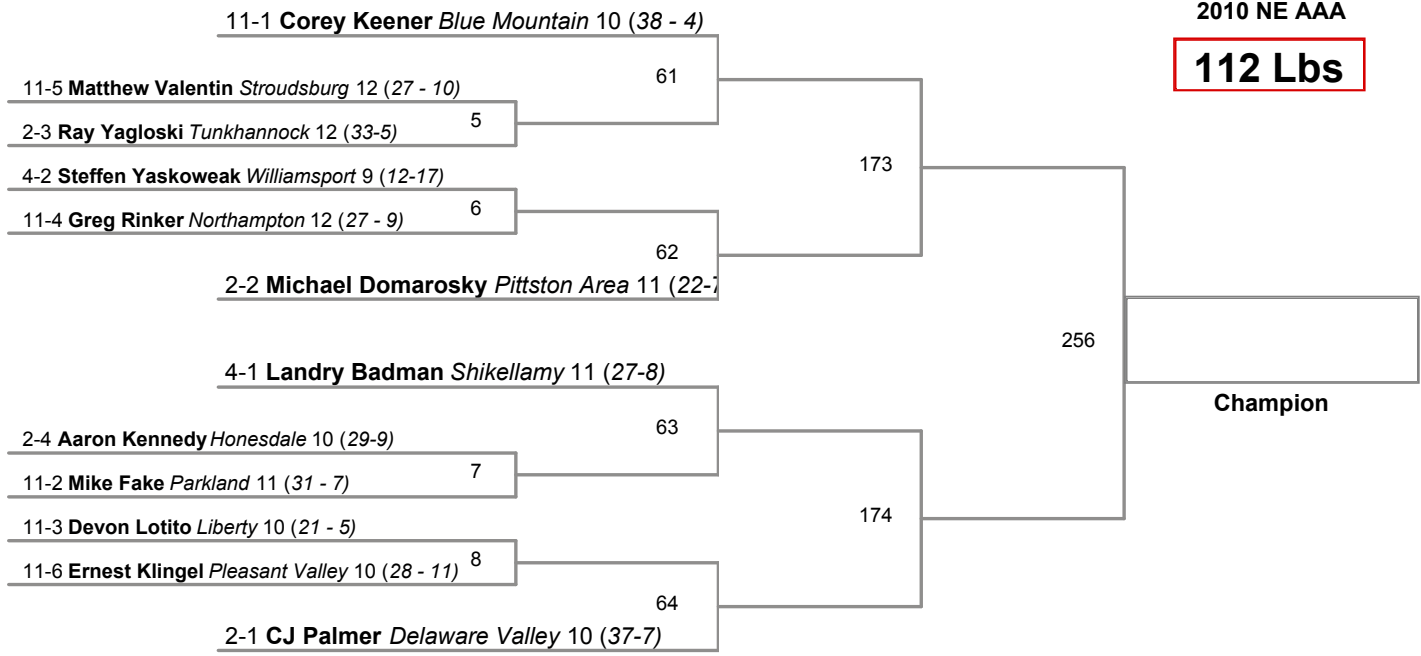 2010 NE AAA
112 Lbs
11-1 Corey Keener Blue Mountain 10 (38 - 4)
61
11-5 Matthew Valentin Stroudsburg 12 (27 - 10)
5
2-3 Ray Yagloski Tunkhannock 12 (33-5)
173
4-2 Steffen Yaskoweak Williamsport 9 (12-17)
6
11-4 Greg Rinker Northampton 12 (27 - 9)
62
2-2 Michael Domarosky Pittston Area 11 (22-7
256
4-1 Landry Badman Shikellamy 11 (27-8)
Champion
63
2-4 Aaron Kennedy Honesdale 10 (29-9)
7
11-2 Mike Fake Parkland 11 (31 - 7)
174
11-3 Devon Lotito Liberty 10 (21 - 5)
8
11-6 Ernest Klingel Pleasant Valley 10 (28 - 11)
64
2-1 CJ Palmer Delaware Valley 10 (37-7)